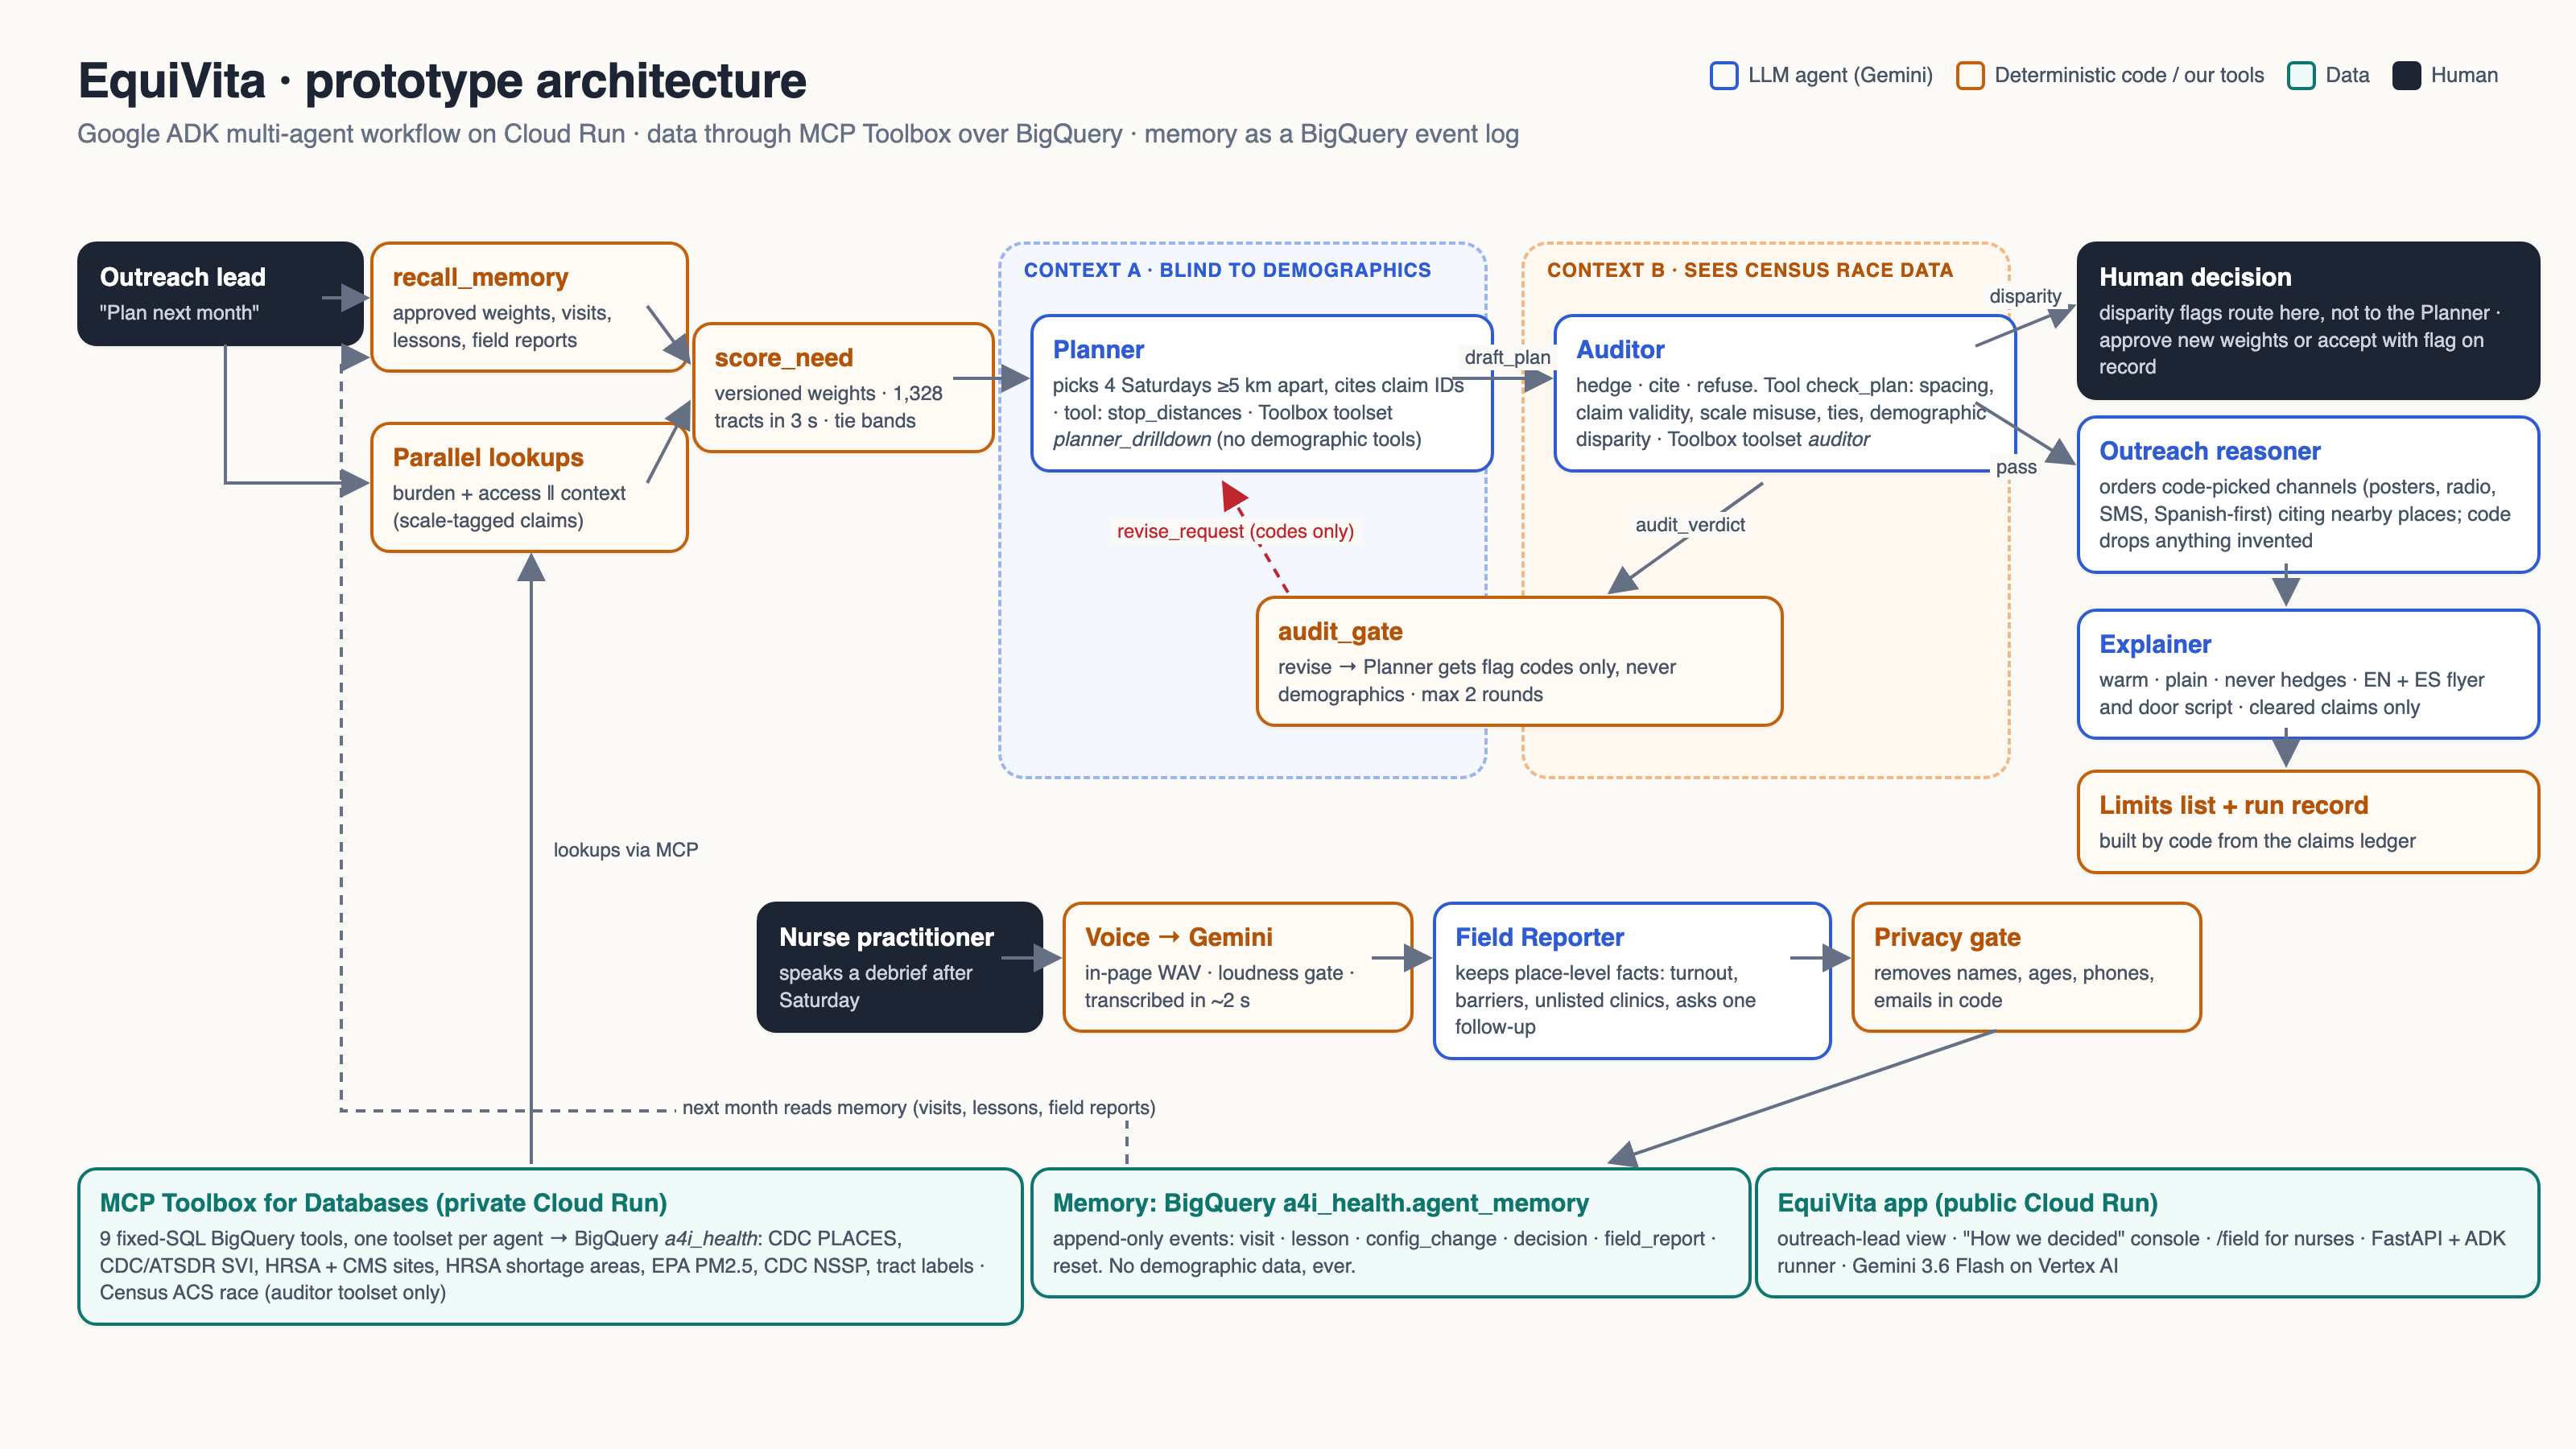 EquiVita · prototype architecture
Google ADK multi-agent workflow on Cloud Run · data through MCP Toolbox over BigQuery · memory as a BigQuery event log
LLM agent (Gemini)
Deterministic code / our tools
Data
Human
Outreach lead
"Plan next month"
recall_memory
approved weights, visits,
lessons, field reports
Parallel lookups
burden + access ‖ context
(scale-tagged claims)
score_need
versioned weights · 1,328
tracts in 3 s · tie bands
CONTEXT A · BLIND TO DEMOGRAPHICS
Planner
picks 4 Saturdays ≥5 km apart, cites claim IDs
· tool: stop_distances · Toolbox toolset
planner_drilldown (no demographic tools)
draft_plan
CONTEXT B · SEES CENSUS RACE DATA
Auditor
hedge · cite · refuse. Tool check_plan: spacing,
claim validity, scale misuse, ties, demographic
disparity · Toolbox toolset auditor
disparity
pass
revise_request (codes only)
audit_verdict
audit_gate
revise → Planner gets flag codes only, never
demographics · max 2 rounds
Human decision
disparity flags route here, not to the Planner ·
approve new weights or accept with flag on
record
Outreach reasoner
orders code-picked channels (posters, radio,
SMS, Spanish-first) citing nearby places; code
drops anything invented
Explainer
warm · plain · never hedges · EN + ES flyer
and door script · cleared claims only
Limits list + run record
built by code from the claims ledger
lookups via MCP
Nurse practitioner
speaks a debrief after
Saturday
Voice → Gemini
in-page WAV · loudness gate ·
transcribed in ~2 s
Field Reporter
keeps place-level facts: turnout,
barriers, unlisted clinics, asks one
follow-up
Privacy gate
removes names, ages, phones,
emails in code
next month reads memory (visits, lessons, field reports)
MCP Toolbox for Databases (private Cloud Run)
9 fixed-SQL BigQuery tools, one toolset per agent → BigQuery a4i_health: CDC PLACES,
CDC/ATSDR SVI, HRSA + CMS sites, HRSA shortage areas, EPA PM2.5, CDC NSSP, tract labels ·
Census ACS race (auditor toolset only)
Memory: BigQuery a4i_health.agent_memory
append-only events: visit · lesson · config_change · decision · field_report ·
reset. No demographic data, ever.
EquiVita app (public Cloud Run)
outreach-lead view · "How we decided" console · /field for nurses · FastAPI + ADK
runner · Gemini 3.6 Flash on Vertex AI